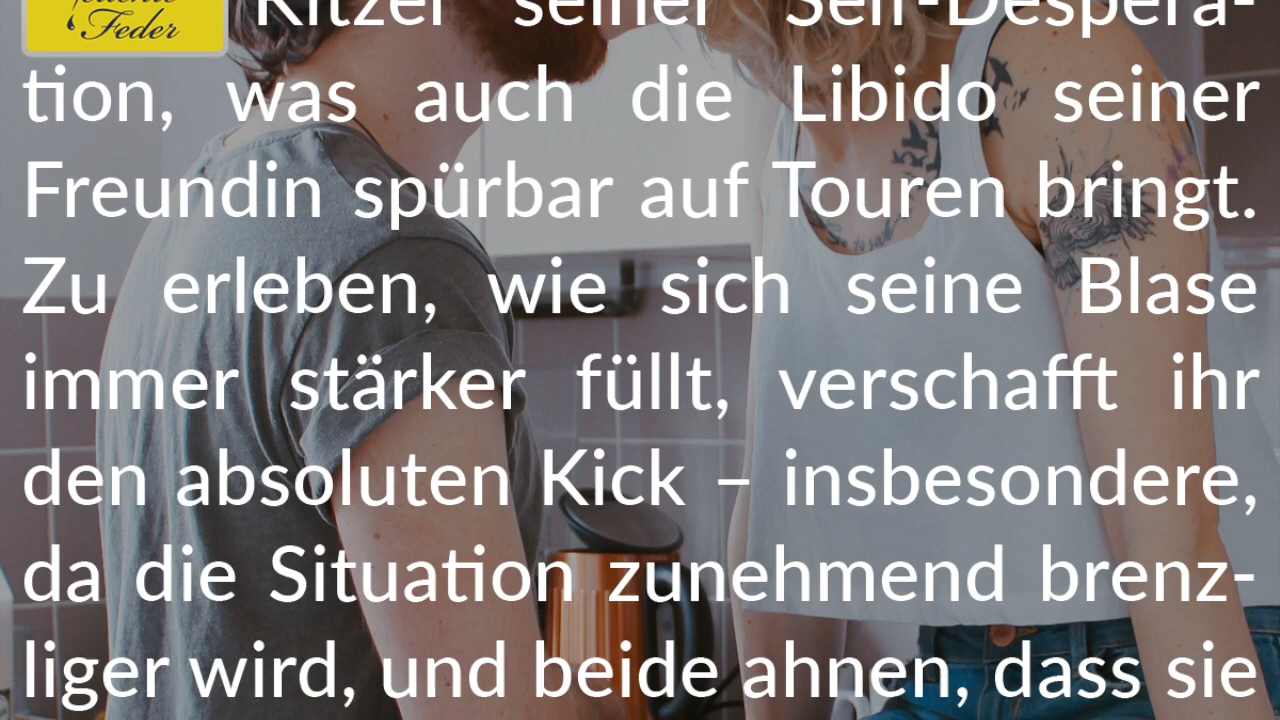 Feder
Kitzel seiner Self-Despera-
tion, was auch die Libido seiner
Freundin spürbar auf Touren bringt.
Zu erleben, wie sich seine Blase
immer stärker füllt, verschafft ihr
den absoluten Kick – insbesondere,
da die Situation zunehmend brenz-
liger wird, und beide ahnen, dass sie